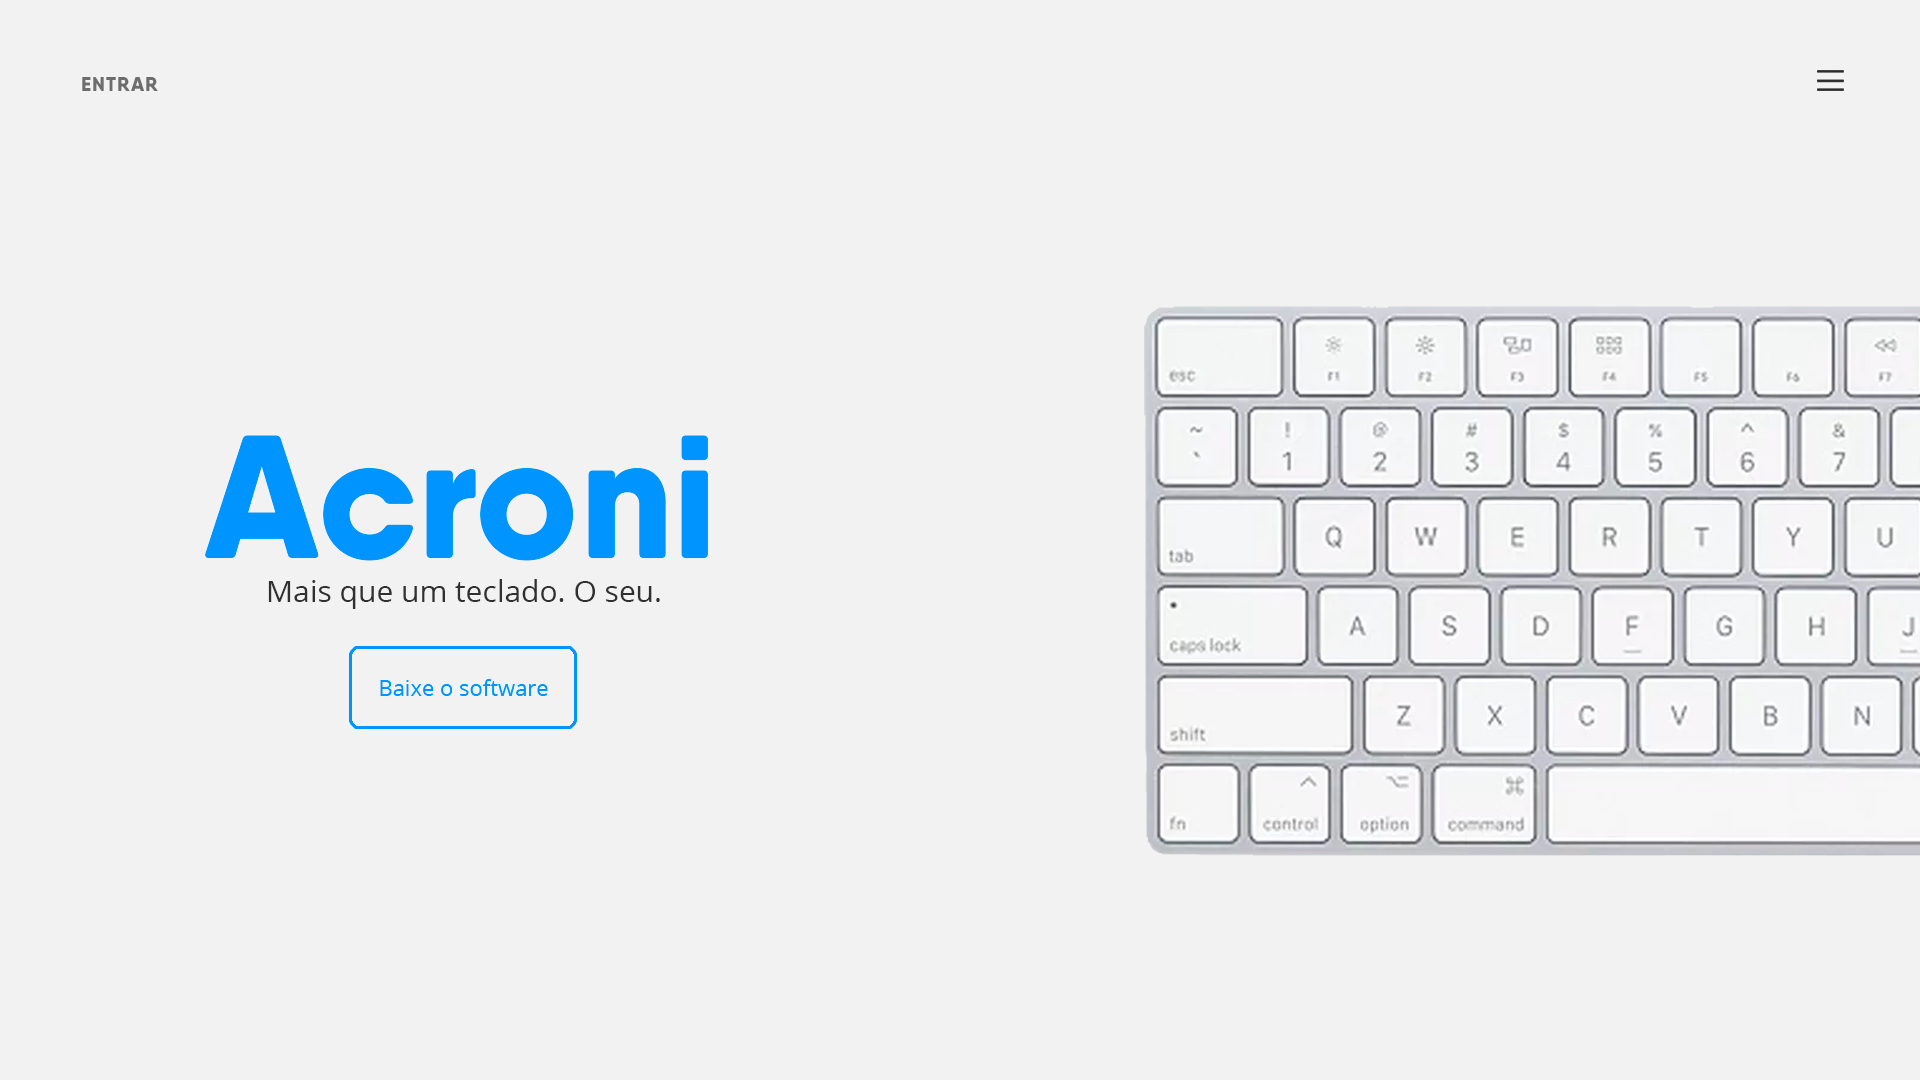 ENTRAR
Acroni
Mais que um teclado. O seu.
Baixe o software
esc F1 F2 F3 F4 F5 F6 F7
~ ! @ # $ % ^ &
` 1 2 3 4 5 6 7
tab Q W E R T Y U
caps lock A S D F G H J
shift Z X C V B N
fn control option command